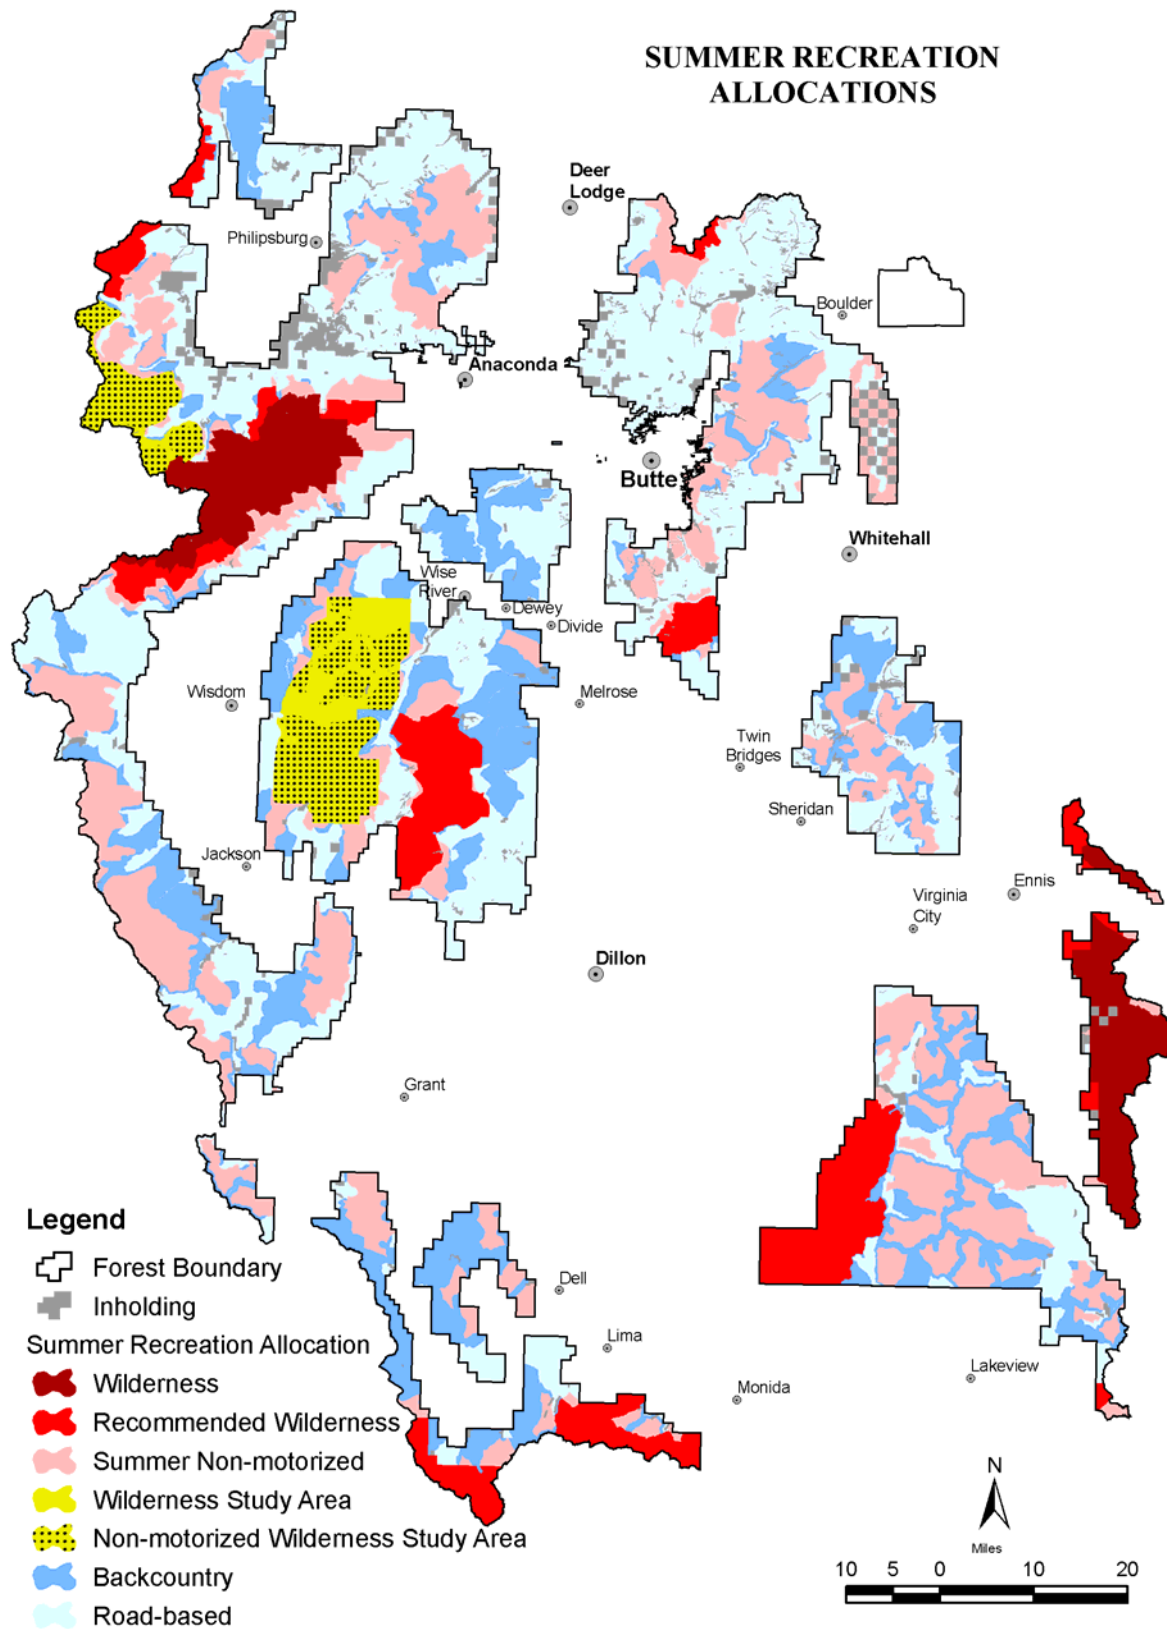 SUMMER RECREATION
ALLOCATIONS
Deer
Lodge
Philipsburg
Boulder
Anaconda
Butte
Whitehall
Wise
River
Dewey
Divide
Wisdom
Melrose
Twin
Bridges
Sheridan
Jackson
Ennis
Virginia
City
Dillon
Grant
Dell
Lima
Lakeview
Monida
Legend
Forest Boundary
Inholding
Summer Recreation Allocation
Wilderness
Recommended Wilderness
Summer Non-motorized
Wilderness Study Area
Non-motorized Wilderness Study Area
Backcountry
Road-based
N
Miles
10 5 0 10 20